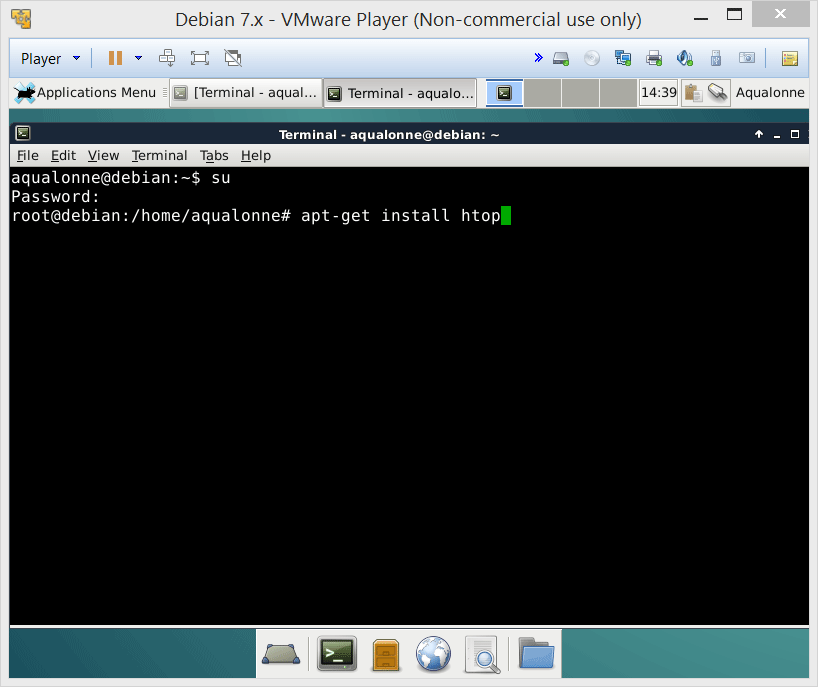 Debian 7.x - VMware Player (Non-commercial use only)
Player
Applications Menu
[Terminal - aqual...
Terminal - aqualo...
14:39
Aqualonne
Terminal - aqualonne@debian: ~
File Edit View Terminal Tabs Help
aqualonne@debian:~$ su
Password:
root@debian:/home/aqualonne# apt-get install htop